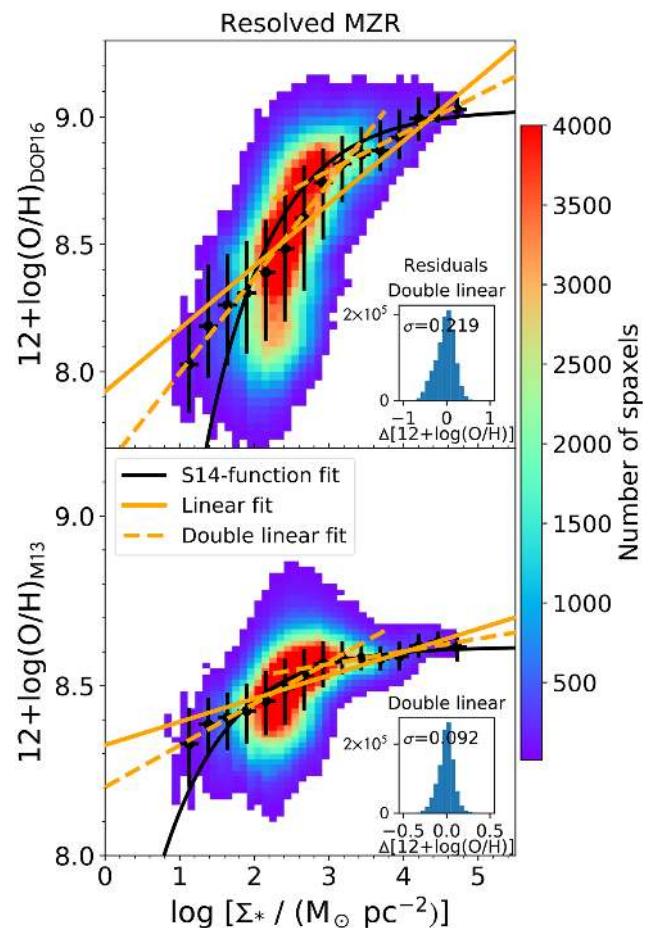 Resolved MZR
12+log(O/H)DOP16
9.0
8.5
8.0
Residuals
Double linear
2×10⁵
σ=0.219
0
−1 0 1
Δ[12+log(O/H)]
4000
3500
3000
2500
2000
1500
1000
500
Number of spaxels
S14-function fit
Linear fit
Double linear fit
12+log(O/H)M13
9.0
8.5
8.0
Double linear
2×10⁵
σ=0.092
0
−0.5 0.0 0.5
Δ[12+log(O/H)]
0 1 2 3 4 5
log [Σ* / (M⊙ pc⁻²)]